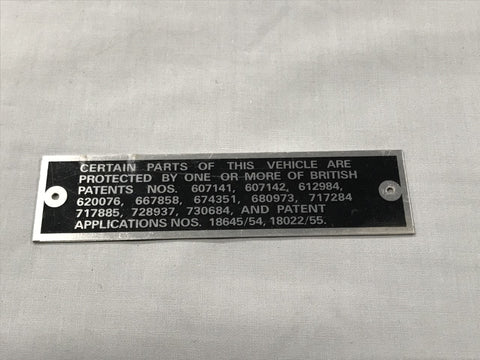 CERTAIN PARTS OF THIS VEHICLE ARE
PROTECTED BY ONE OR MORE OF BRITISH
PATENTS NOS. 607141, 607142, 612984,
620076, 667858, 674351, 680973, 717284
717885, 728937, 730684, AND PATENT
APPLICATIONS NOS. 18645/54, 18022/55.